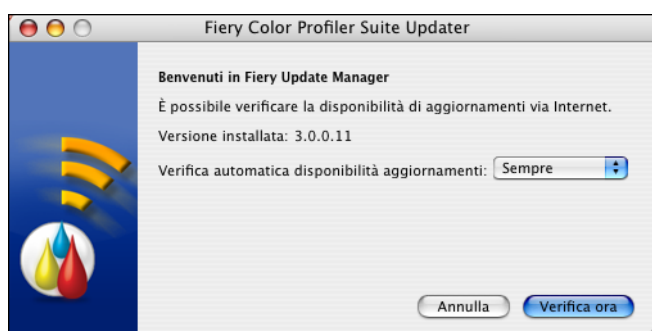 Fiery Color Profiler Suite Updater
Benvenuti in Fiery Update Manager
È possibile verificare la disponibilità di aggiornamenti via Internet.
Versione installata: 3.0.0.11
Verifica automatica disponibilità aggiornamenti: Sempre
Annulla Verifica ora